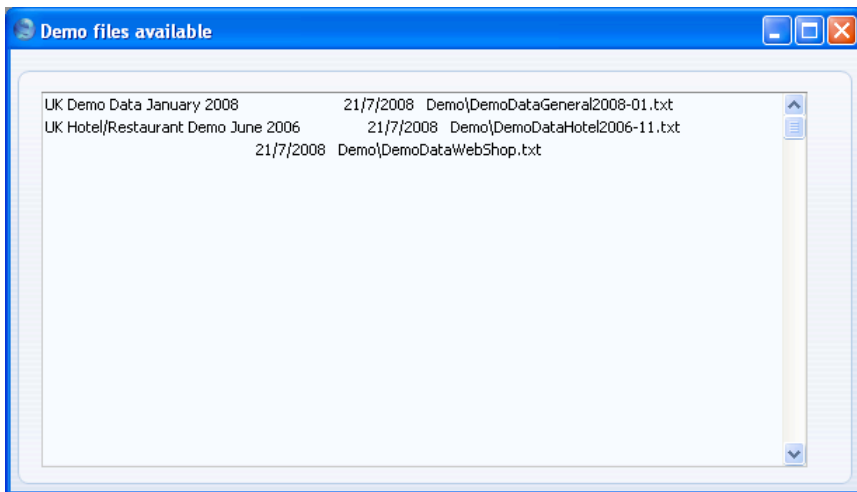 Demo files available
UK Demo Data January 2008 21/7/2008 Demo\DemoDataGeneral2008-01.txt
UK Hotel/Restaurant Demo June 2006 21/7/2008 Demo\DemoDataHotel2006-11.txt
21/7/2008 Demo\DemoDataWebShop.txt